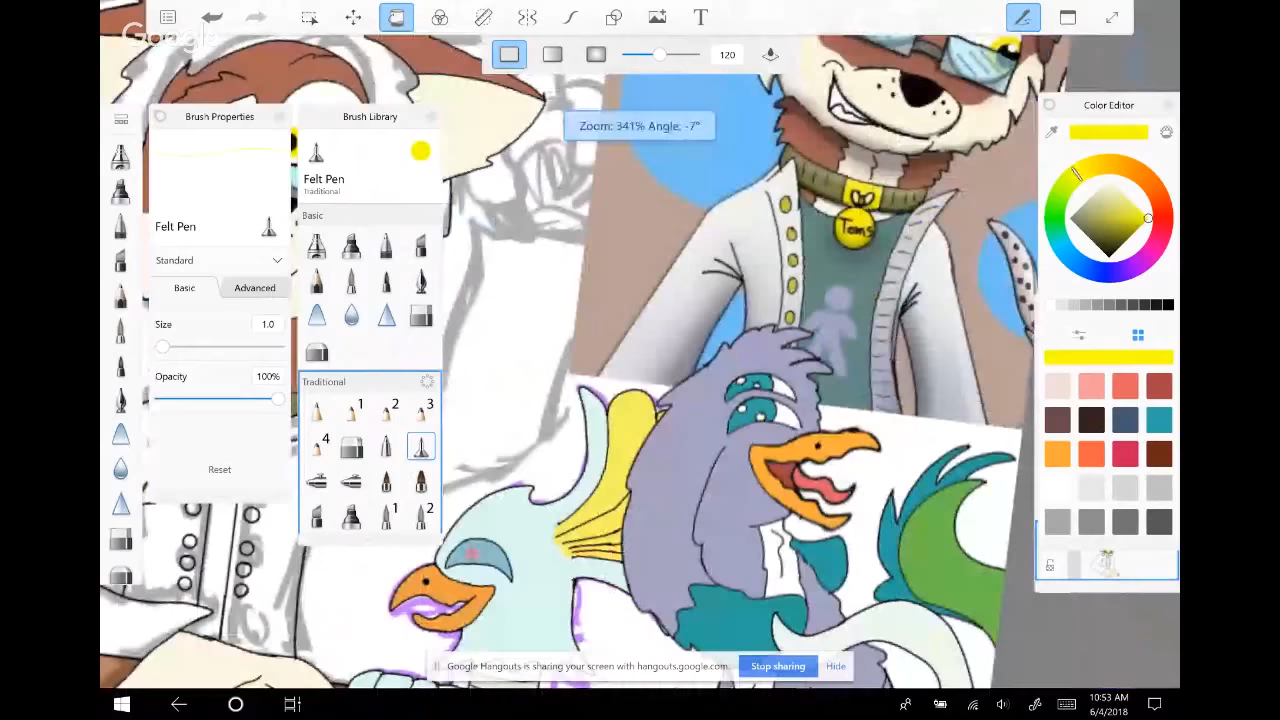 Google
120
Brush Properties
Brush Library
Color Editor
Zoom: 341% Angle: -7°
Felt Pen
Traditional
Felt Pen
Basic
Standard
Basic
Advanced
Size
1.0
Opacity
100%
Traditional
1
2
3
4
Reset
1
2
Toms
Google Hangouts is sharing your screen with hangouts.google.com.
Stop sharing
Hide
10:53 AM
6/4/2018